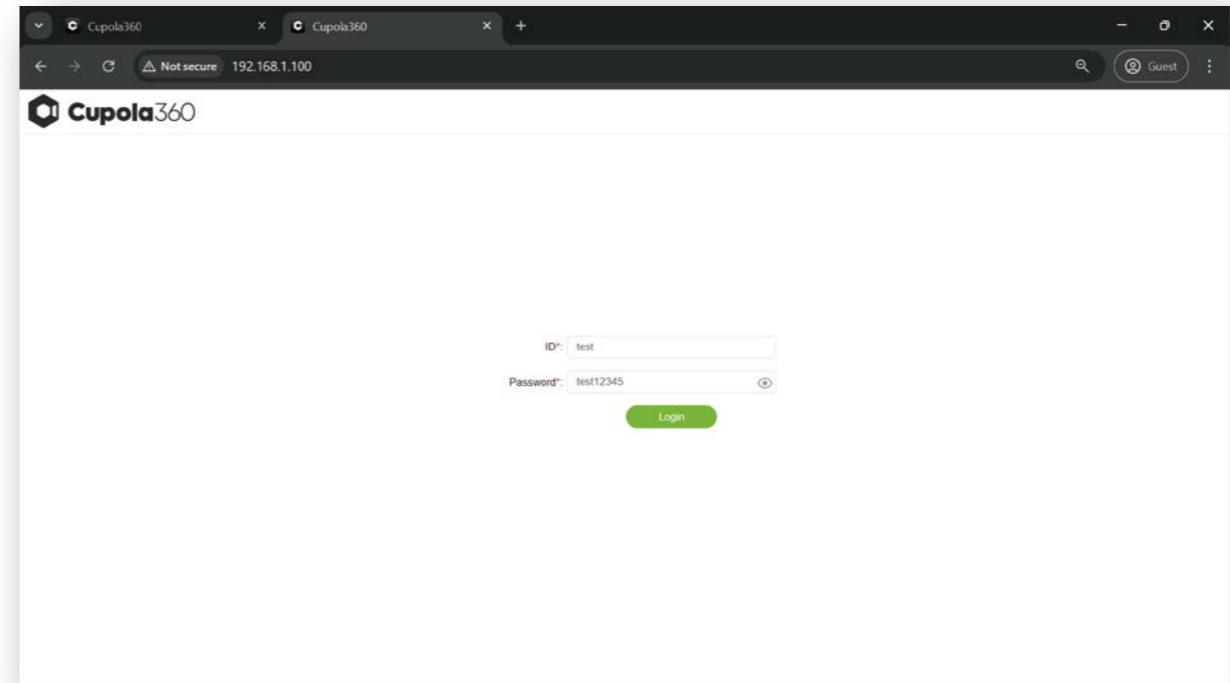 Cupola360 Cupola360
Not secure 192.168.1.100 Guest
Cupola360
ID*: test
Password*: test12345
Login